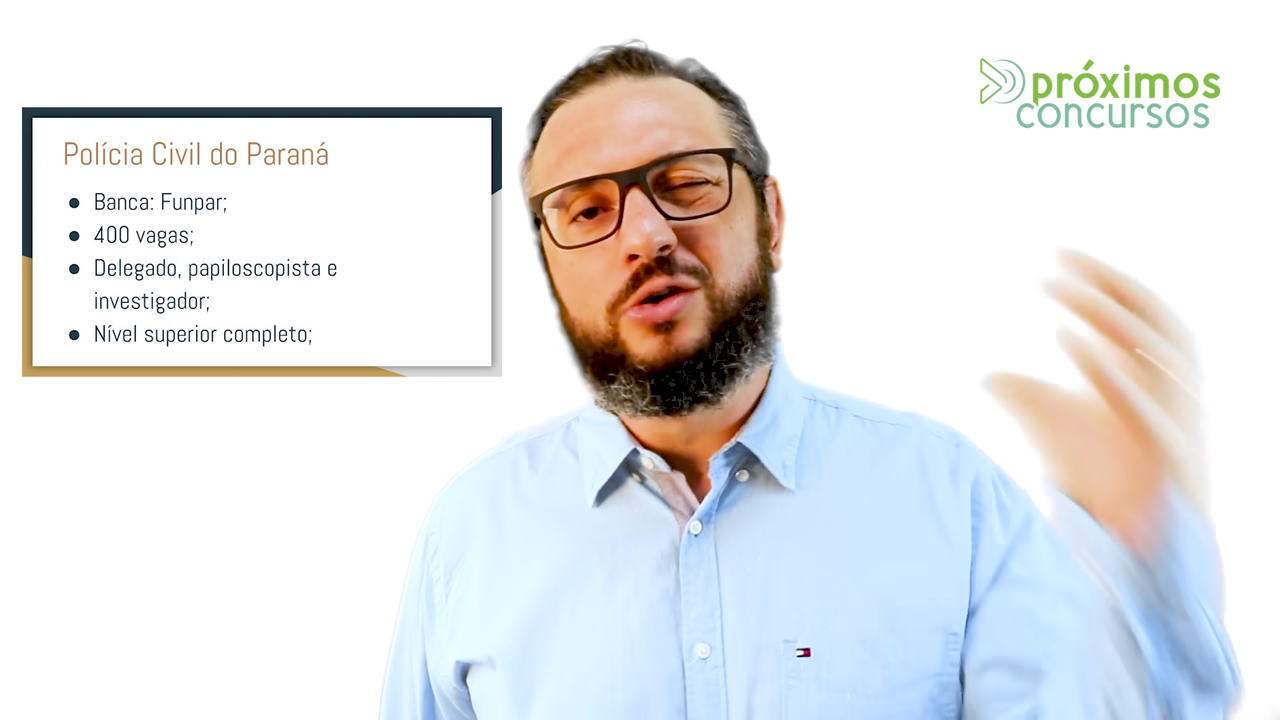 Polícia Civil do Paraná
● Banca: Funpar;
● 400 vagas;
● Delegado, papiloscopista e
investigador;
● Nível superior completo;
próximos
concursos